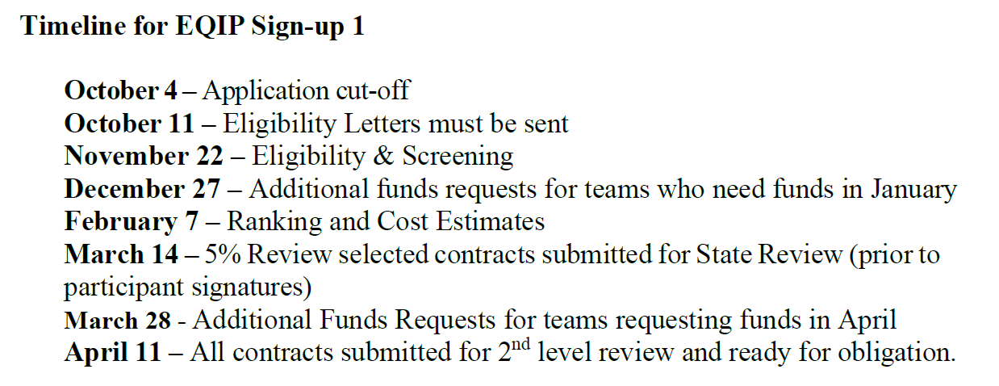 Timeline for EQIP Sign-up 1
October 4 – Application cut-off
October 11 – Eligibility Letters must be sent
November 22 – Eligibility & Screening
December 27 – Additional funds requests for teams who need funds in January
February 7 – Ranking and Cost Estimates
March 14 – 5% Review selected contracts submitted for State Review (prior to
participant signatures)
March 28 - Additional Funds Requests for teams requesting funds in April
April 11 – All contracts submitted for 2nd level review and ready for obligation.